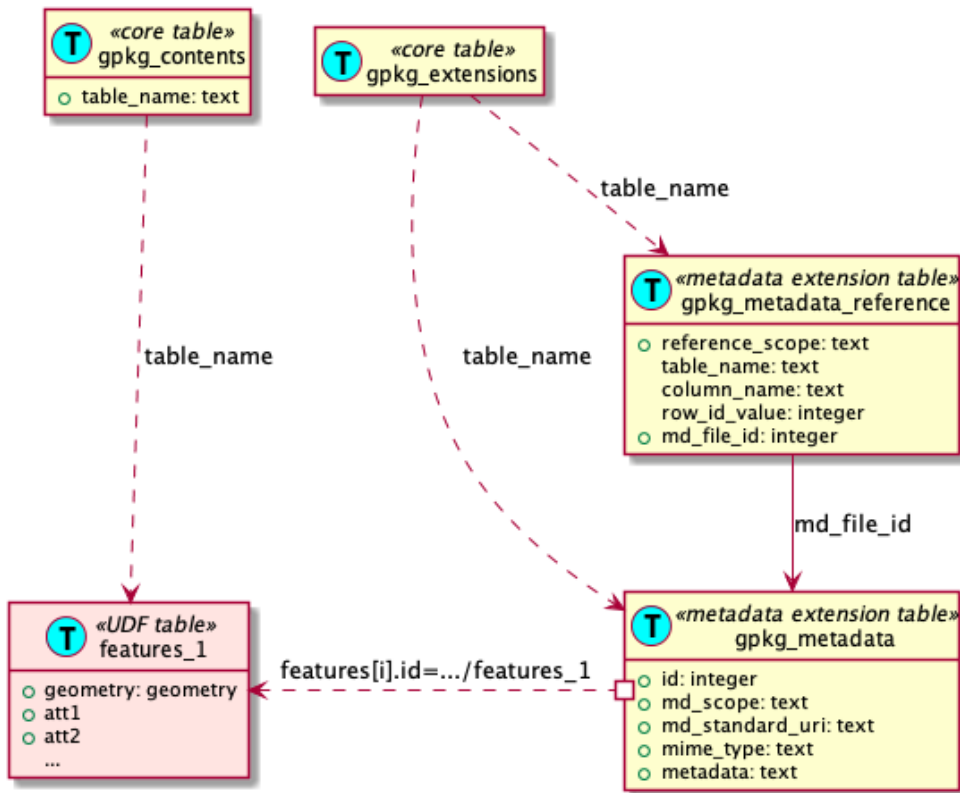 T
«core table»
gpkg_contents
table_name: text
T
«core table»
gpkg_extensions
table_name
table_name
table_name
T
«metadata extension table»
gpkg_metadata_reference
reference_scope: text
table_name: text
column_name: text
row_id_value: integer
md_file_id: integer
md_file_id
T
«UDF table»
features_1
geometry: geometry
att1
att2
...
features[i].id=.../features_1
T
«metadata extension table»
gpkg_metadata
id: integer
md_scope: text
md_standard_uri: text
mime_type: text
metadata: text